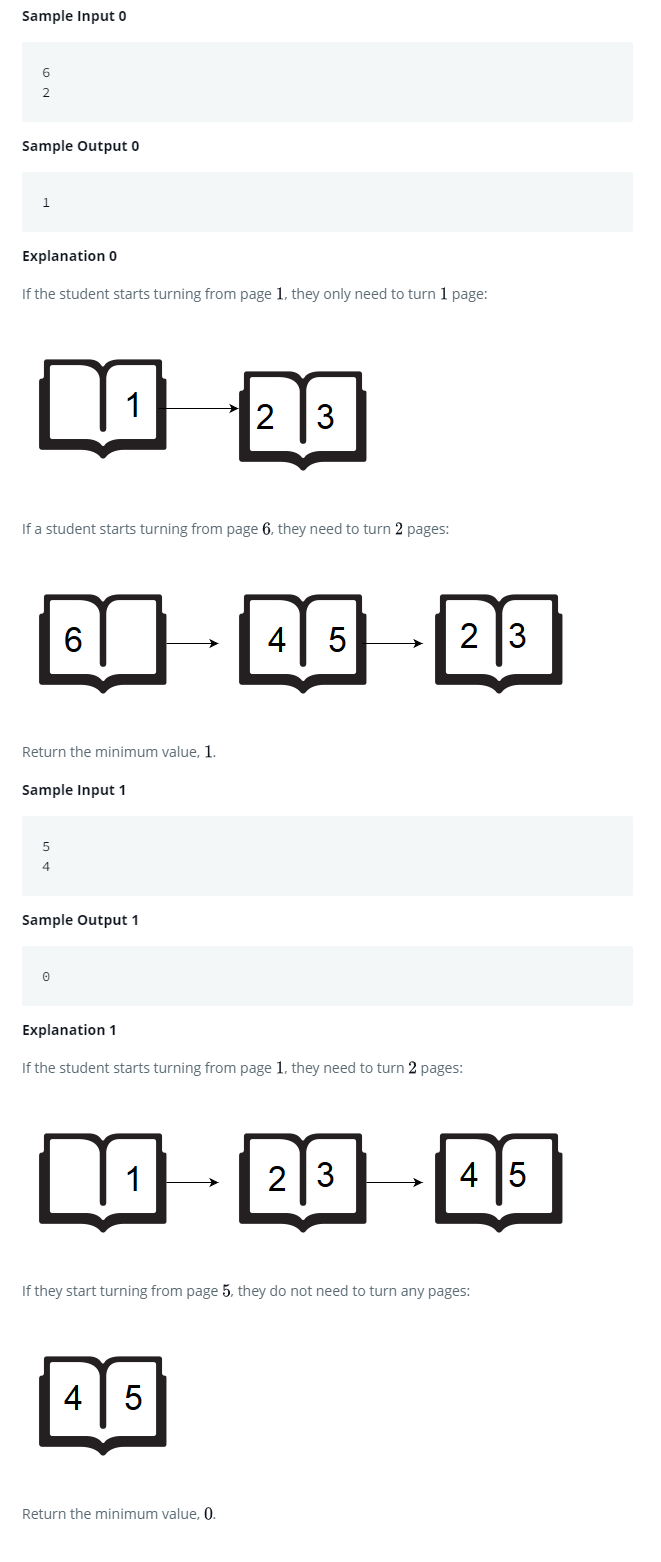 Sample Input 0
6
2
Sample Output 0
1
Explanation 0
If the student starts turning from page 1, they only need to turn 1 page:
1 2 3
If a student starts turning from page 6, they need to turn 2 pages:
6 4 5 2 3
Return the minimum value, 1.
Sample Input 1
5
4
Sample Output 1
0
Explanation 1
If the student starts turning from page 1, they need to turn 2 pages:
1 2 3 4 5
If they start turning from page 5, they do not need to turn any pages:
4 5
Return the minimum value, 0.